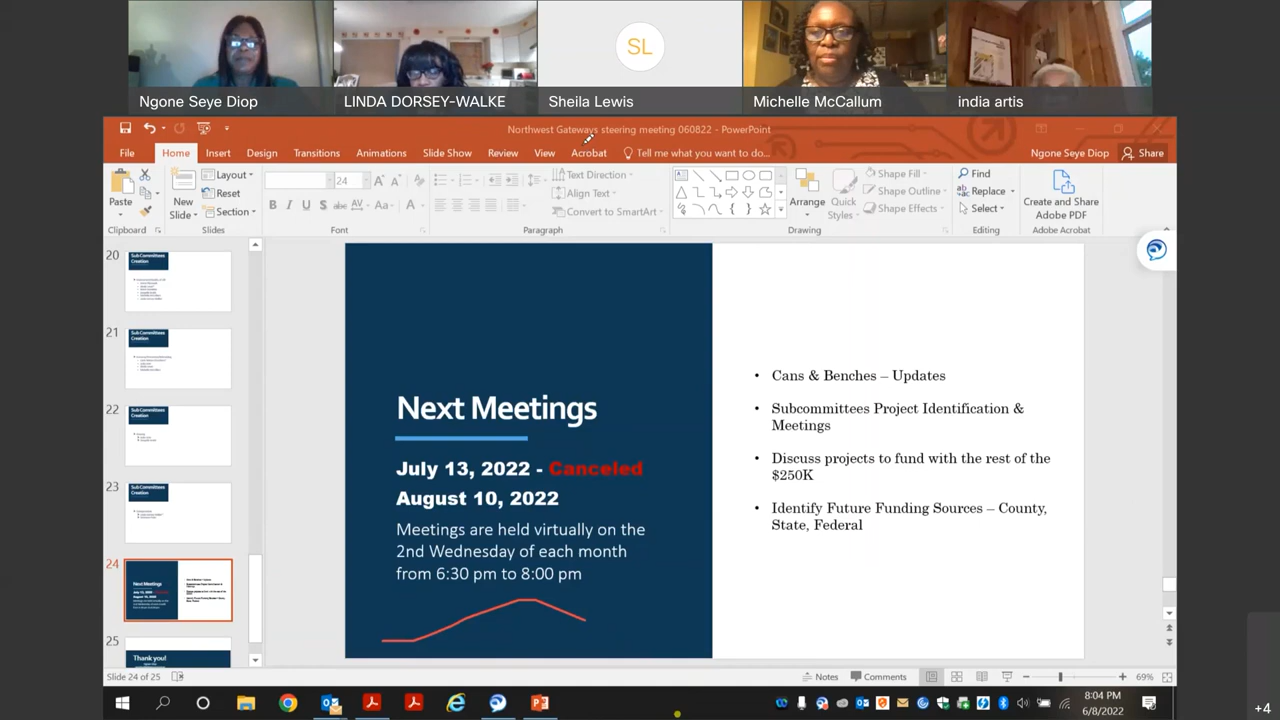 SL
Ngone Seye Diop
LINDA DORSEY-WALKE
Sheila Lewis
Michelle McCallum
india artis
Northwest Gateways steering meeting 060822 - PowerPoint
File Home Insert Design Transitions Animations Slide Show Review View Acrobat Tell me what you want to do... Ngone Seye Diop Share
Paste
Clipboard
New
Slide
Layout
Reset
Section
Slides
24
B I U S abc AV Aa A
Font
Text Direction
Align Text
Convert to SmartArt
Paragraph
Arrange
Quick
Styles
Shape Fill
Shape Outline
Shape Effects
Drawing
Find
Replace
Select
Editing
Create and Share
Adobe PDF
Adobe Acrobat
20
Sub Committees
Creation
21
Sub Committees
Creation
22
Sub Committees
Creation
23
Sub Committees
Creation
24
Next Meetings
25
Thank you!
Next Meetings
July 13, 2022 - Canceled
August 10, 2022
Meetings are held virtually on the
2nd Wednesday of each month
from 6:30 pm to 8:00 pm
• Cans & Benches – Updates
• Subcommttees Project Identification &
Meetings
• Discuss projects to fund with the rest of the
$250K
• Identify Future Funding Sources – County,
State, Federal
Slide 24 of 25
Notes Comments 69%
8:04 PM
6/8/2022
+4